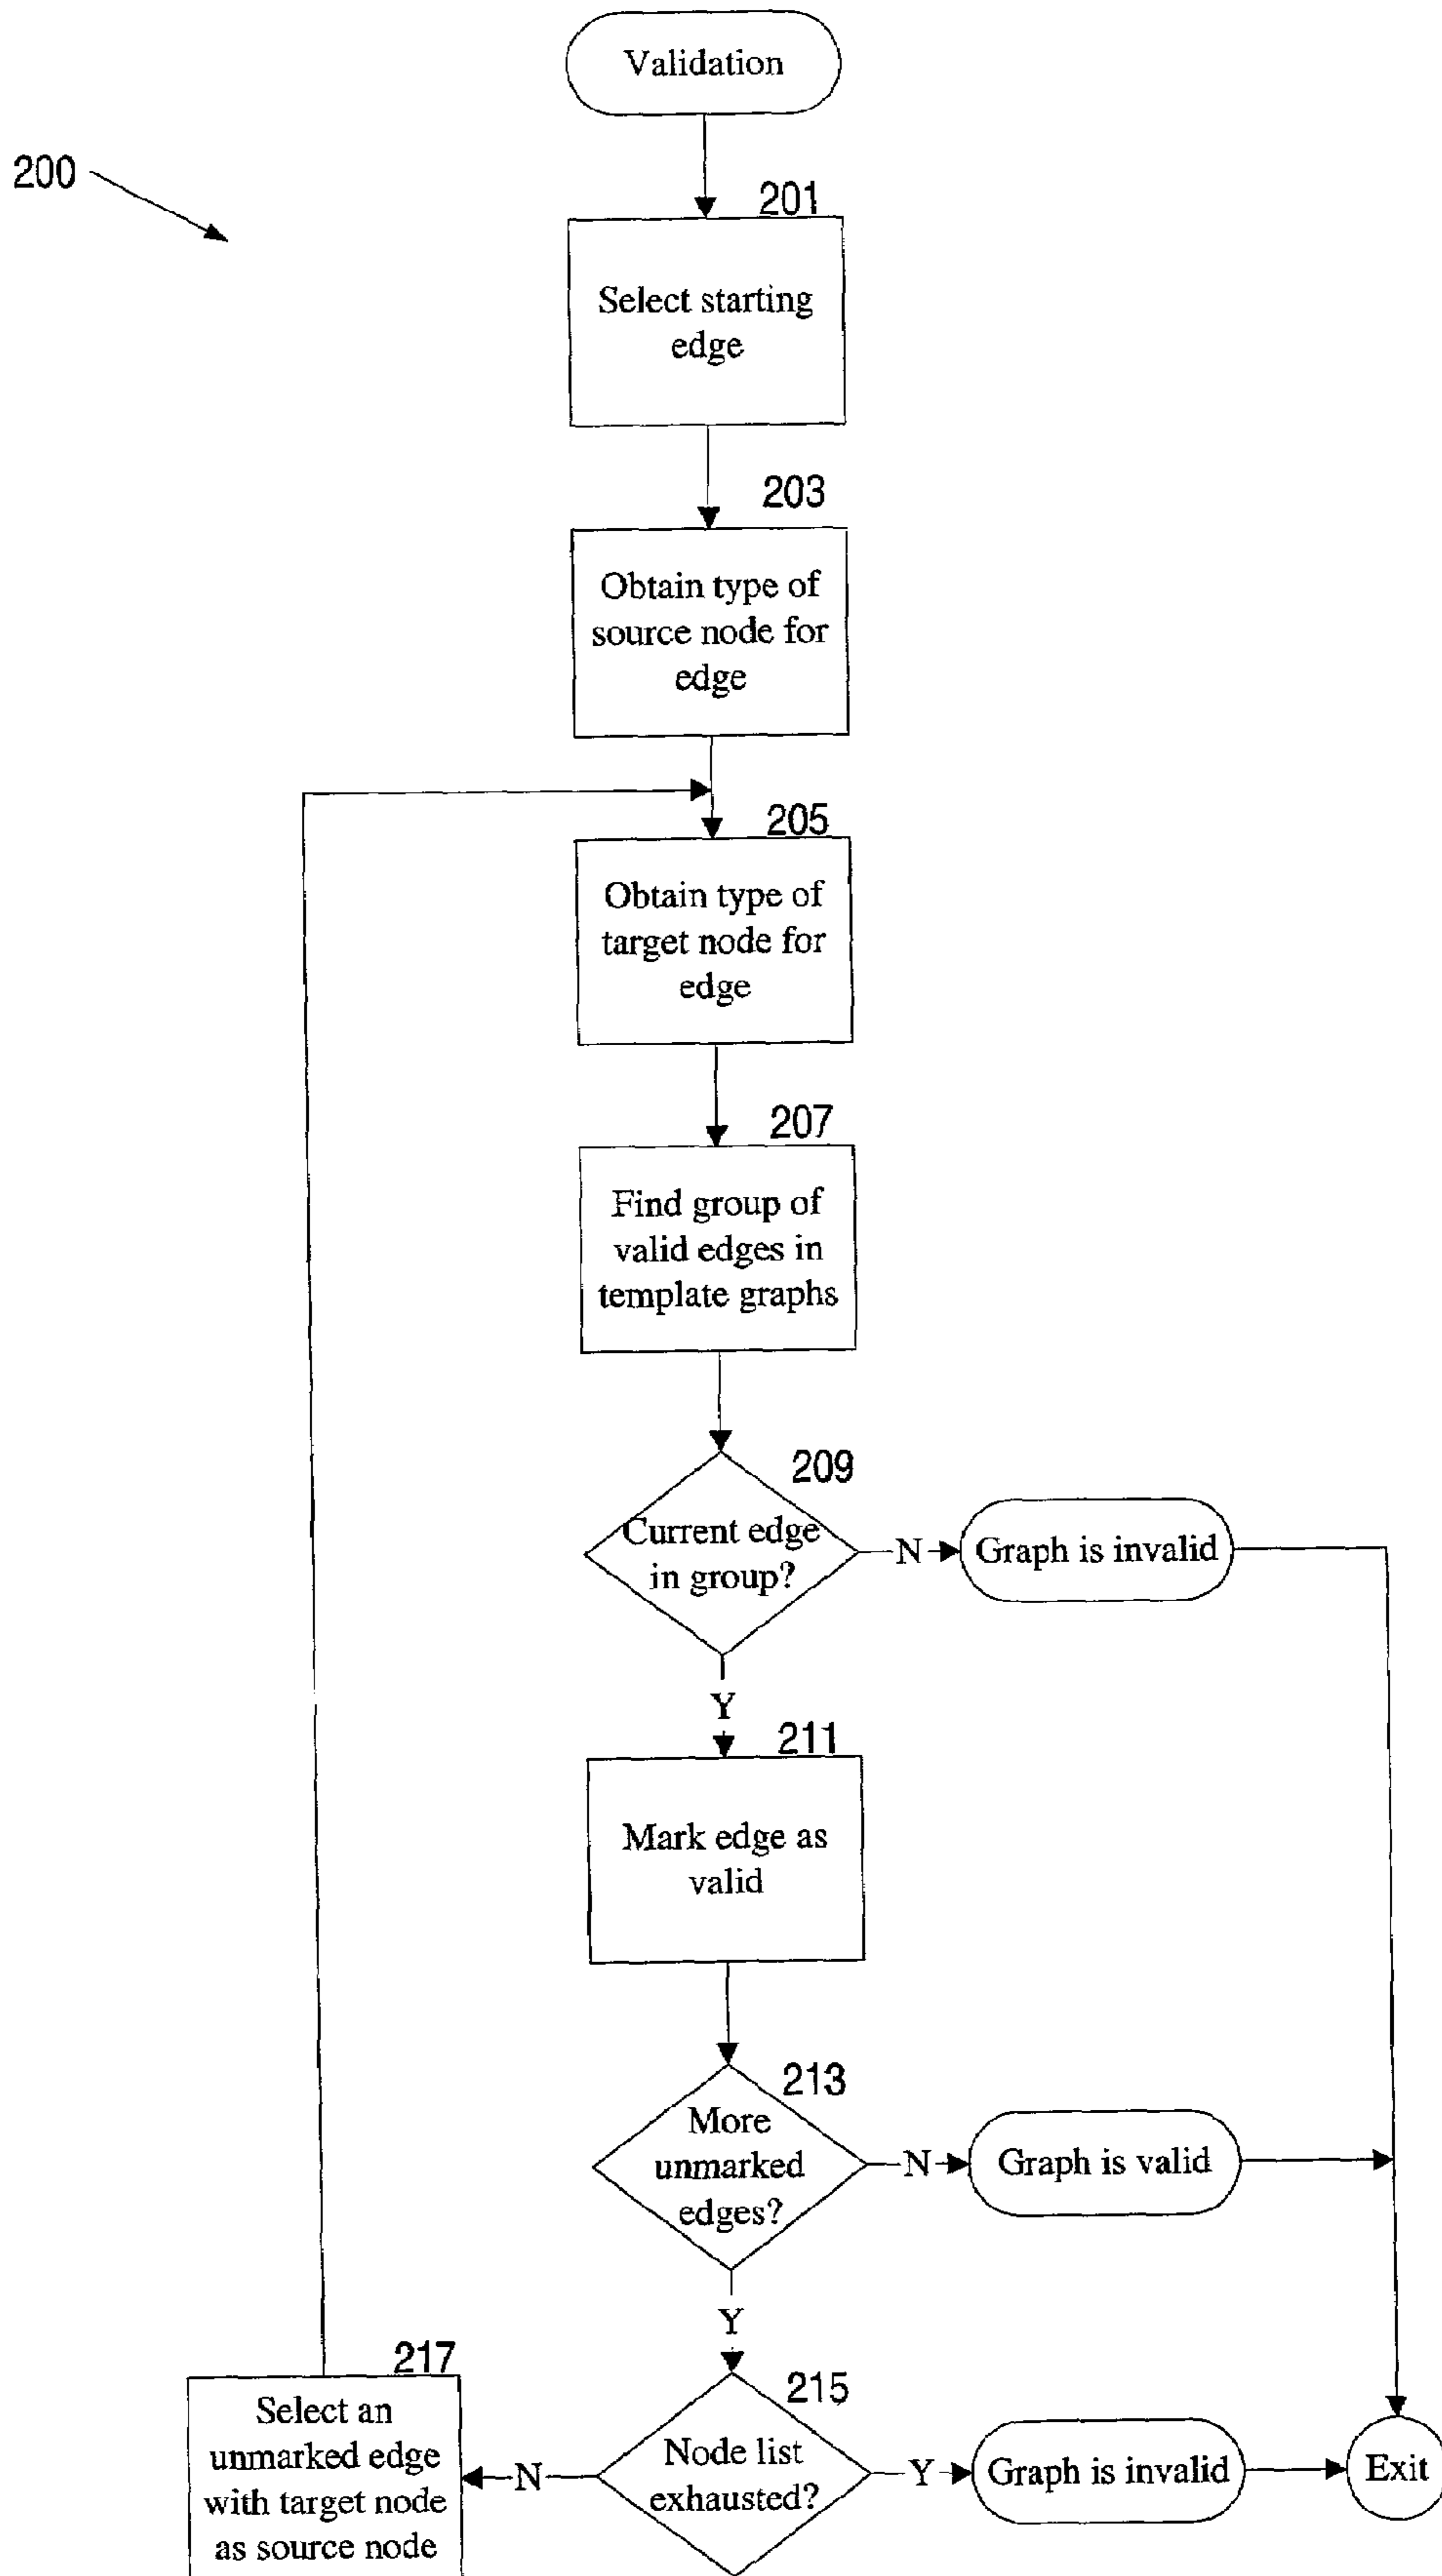 Validation
200
201
Select starting
edge
203
Obtain type of
source node for
edge
205
Obtain type of
target node for
edge
207
Find group of
valid edges in
template graphs
209
Current edge
in group?
N
Graph is invalid
Y
211
Mark edge as
valid
213
More
unmarked
edges?
N
Graph is valid
Y
215
Node list
exhausted?
Y
Graph is invalid
Exit
N
217
Select an
unmarked edge
with target node
as source node